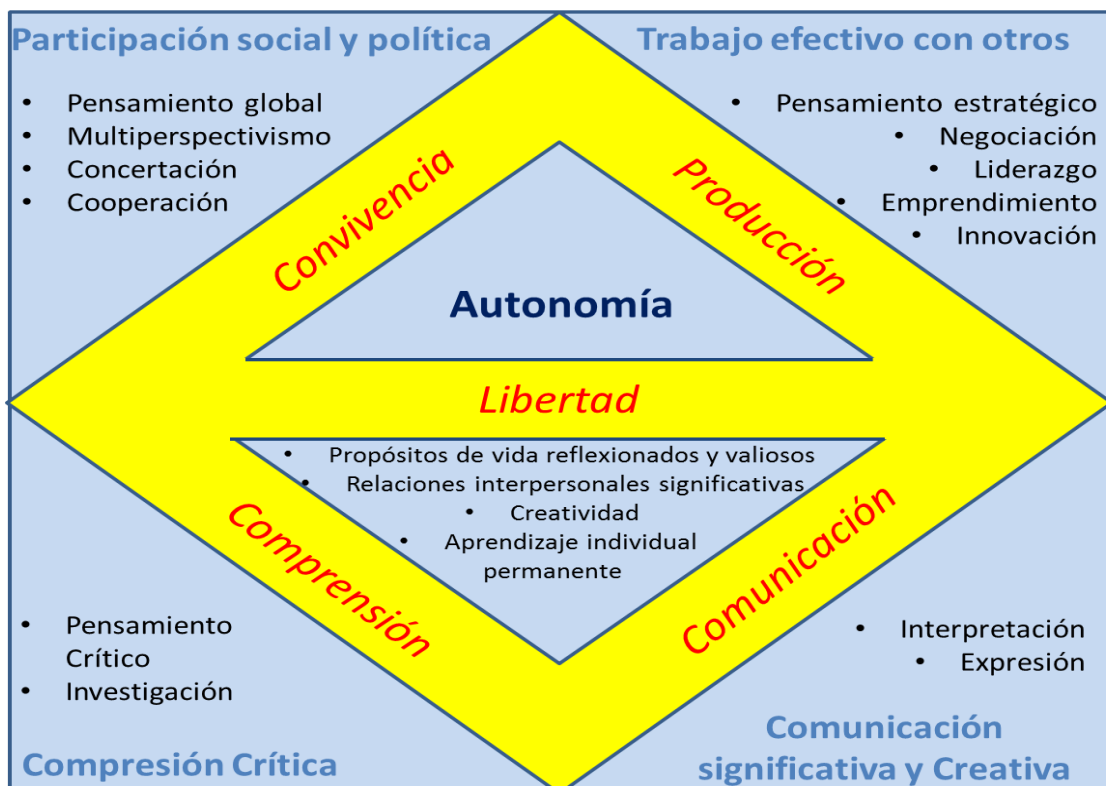 Participación social y política
• Pensamiento global
• Multiperspectivismo
• Concertación
• Cooperación
Trabajo efectivo con otros
• Pensamiento estratégico
• Negociación
• Liderazgo
• Emprendimiento
• Innovación
Convivencia
Producción
Autonomía
Libertad
• Propósitos de vida reflexionados y valiosos
• Relaciones interpersonales significativas
• Creatividad
• Aprendizaje individual
permanente
Comprensión
Comunicación
• Pensamiento
Crítico
• Investigación
Compresión Crítica
• Interpretación
• Expresión
Comunicación
significativa y Creativa